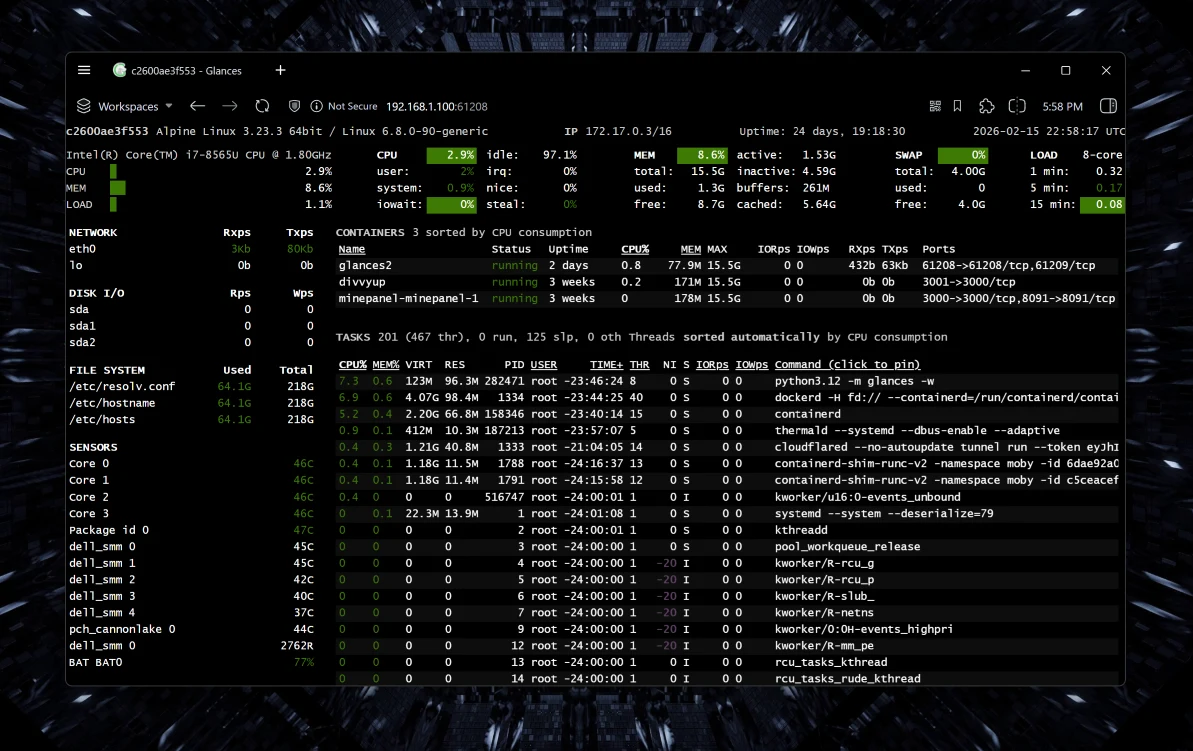 c2600ae3f553 - Glances
Workspaces Not Secure 192.168.1.100:61208 5:58 PM
c2600ae3f553 Alpine Linux 3.23.3 64bit / Linux 6.8.0-90-generic IP 172.17.0.3/16 Uptime: 24 days, 19:18:30 2026-02-15 22:58:17 UTC
Intel(R) Core(TM) i7-8565U CPU @ 1.80GHz CPU 2.9% idle: 97.1% MEM 8.6% active: 1.53G SWAP 0% LOAD 8-core
CPU 2.9% user: 2% irq: 0% total: 15.5G inactive: 4.59G total: 4.00G 1 min: 0.32
MEM 8.6% system: 0.9% nice: 0% used: 1.3G buffers: 261M used: 0 5 min: 0.17
LOAD 1.1% iowait: 0% steal: 0% free: 8.7G cached: 5.64G free: 4.0G 15 min: 0.08
NETWORK Rxps Txps
eth0 3Kb 80Kb
lo 0b 0b
DISK I/O Rps Wps
sda 0 0
sda1 0 0
sda2 0 0
FILE SYSTEM Used Total
/etc/resolv.conf 64.1G 218G
/etc/hostname 64.1G 218G
/etc/hosts 64.1G 218G
SENSORS
Core 0 46C
Core 1 46C
Core 2 46C
Core 3 46C
Package id 0 47C
dell_smm 0 45C
dell_smm 1 45C
dell_smm 2 42C
dell_smm 3 40C
dell_smm 4 37C
pch_cannonlake 0 44C
dell_smm 0 2762R
BAT BAT0 77%
CONTAINERS 3 sorted by CPU consumption
Name Status Uptime CPU% MEM MAX IORps IOWps RXps TXps Ports
glances2 running 2 days 0.8 77.9M 15.5G 0 0 432b 63Kb 61208->61208/tcp,61209/tcp
divvyup running 3 weeks 0.2 171M 15.5G 0 0 0b 0b 3001->3000/tcp
minepanel-minepanel-1 running 3 weeks 0 178M 15.5G 0 0 0b 0b 3000->3000/tcp,8091->8091/tcp
TASKS 201 (467 thr), 0 run, 125 slp, 0 oth Threads sorted automatically by CPU consumption
CPU% MEM% VIRT RES PID USER TIME+ THR NI S IORps IOWps Command (click to pin)
7.3 0.6 123M 96.3M 282471 root -23:46:24 8 0 S 0 0 python3.12 -m glances -w
6.9 0.6 4.07G 98.4M 1334 root -23:44:25 40 0 S 0 0 dockerd -H fd:// --containerd=/run/containerd/contai
5.2 0.4 2.20G 66.8M 158346 root -23:40:14 15 0 S 0 0 containerd
0.9 0.1 412M 10.3M 187213 root -23:57:07 5 0 S 0 0 thermald --systemd --dbus-enable --adaptive
0.4 0.3 1.21G 40.8M 1333 root -21:04:05 14 0 S 0 0 cloudflared --no-autoupdate tunnel run --token eyJhI
0.4 0.1 1.18G 11.5M 1788 root -24:16:37 13 0 S 0 0 containerd-shim-runc-v2 -namespace moby -id 6dae92a0
0.4 0.1 1.18G 11.4M 1791 root -24:15:58 12 0 S 0 0 containerd-shim-runc-v2 -namespace moby -id c5ceacef
0.4 0 0 0 516747 root -24:00:01 1 0 I 0 0 kworker/u16:0-events_unbound
0 0.1 22.3M 13.9M 1 root -24:01:08 1 0 S 0 0 systemd --system --deserialize=79
0 0 0 0 2 root -24:00:01 1 0 S 0 0 kthreadd
0 0 0 0 3 root -24:00:00 1 0 S 0 0 pool_workqueue_release
0 0 0 0 4 root -24:00:00 1 -20 I 0 0 kworker/R-rcu_g
0 0 0 0 5 root -24:00:00 1 -20 I 0 0 kworker/R-rcu_p
0 0 0 0 6 root -24:00:00 1 -20 I 0 0 kworker/R-slub_
0 0 0 0 7 root -24:00:00 1 -20 I 0 0 kworker/R-netns
0 0 0 0 9 root -24:00:00 1 -20 I 0 0 kworker/0:0H-events_highpri
0 0 0 0 12 root -24:00:00 1 -20 I 0 0 kworker/R-mm_pe
0 0 0 0 13 root -24:00:00 1 0 I 0 0 rcu_tasks_kthread
0 0 0 0 14 root -24:00:00 1 0 I 0 0 rcu_tasks_rude_kthread